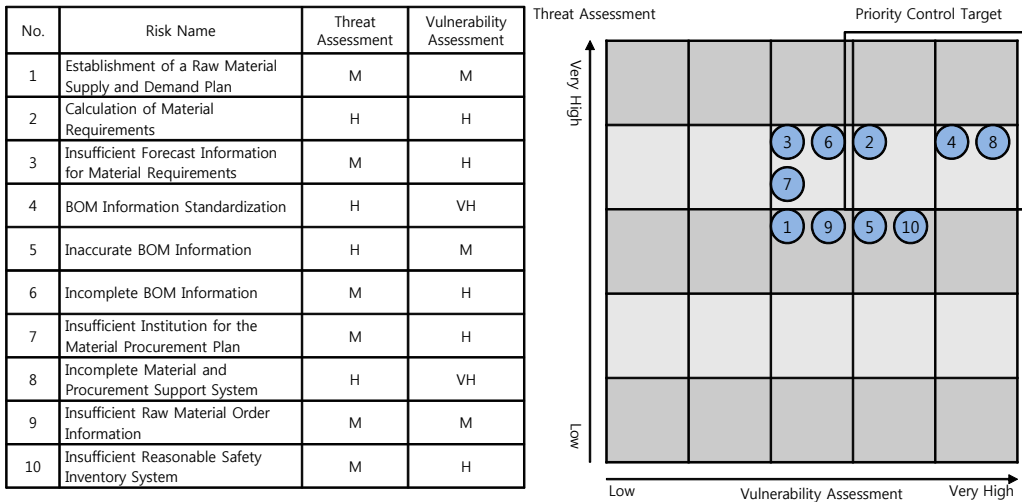 No.
Risk Name
Threat
Assessment
Vulnerability
Assessment
1
Establishment of a Raw Material
Supply and Demand Plan
M
M
2
Calculation of Material
Requirements
H
H
3
Insufficient Forecast Information
for Material Requirements
M
H
4
BOM Information Standardization
H
VH
5
Inaccurate BOM Information
H
M
6
Incomplete BOM Information
M
H
7
Insufficient Institution for the
Material Procurement Plan
M
H
8
Incomplete Material and
Procurement Support System
H
VH
9
Insufficient Raw Material Order
Information
M
M
10
Insufficient Reasonable Safety
Inventory System
M
H
Threat Assessment
Priority Control Target
Very High
3
6
2
4
8
7
1
9
5
10
Low
Low
Vulnerability Assessment
Very High